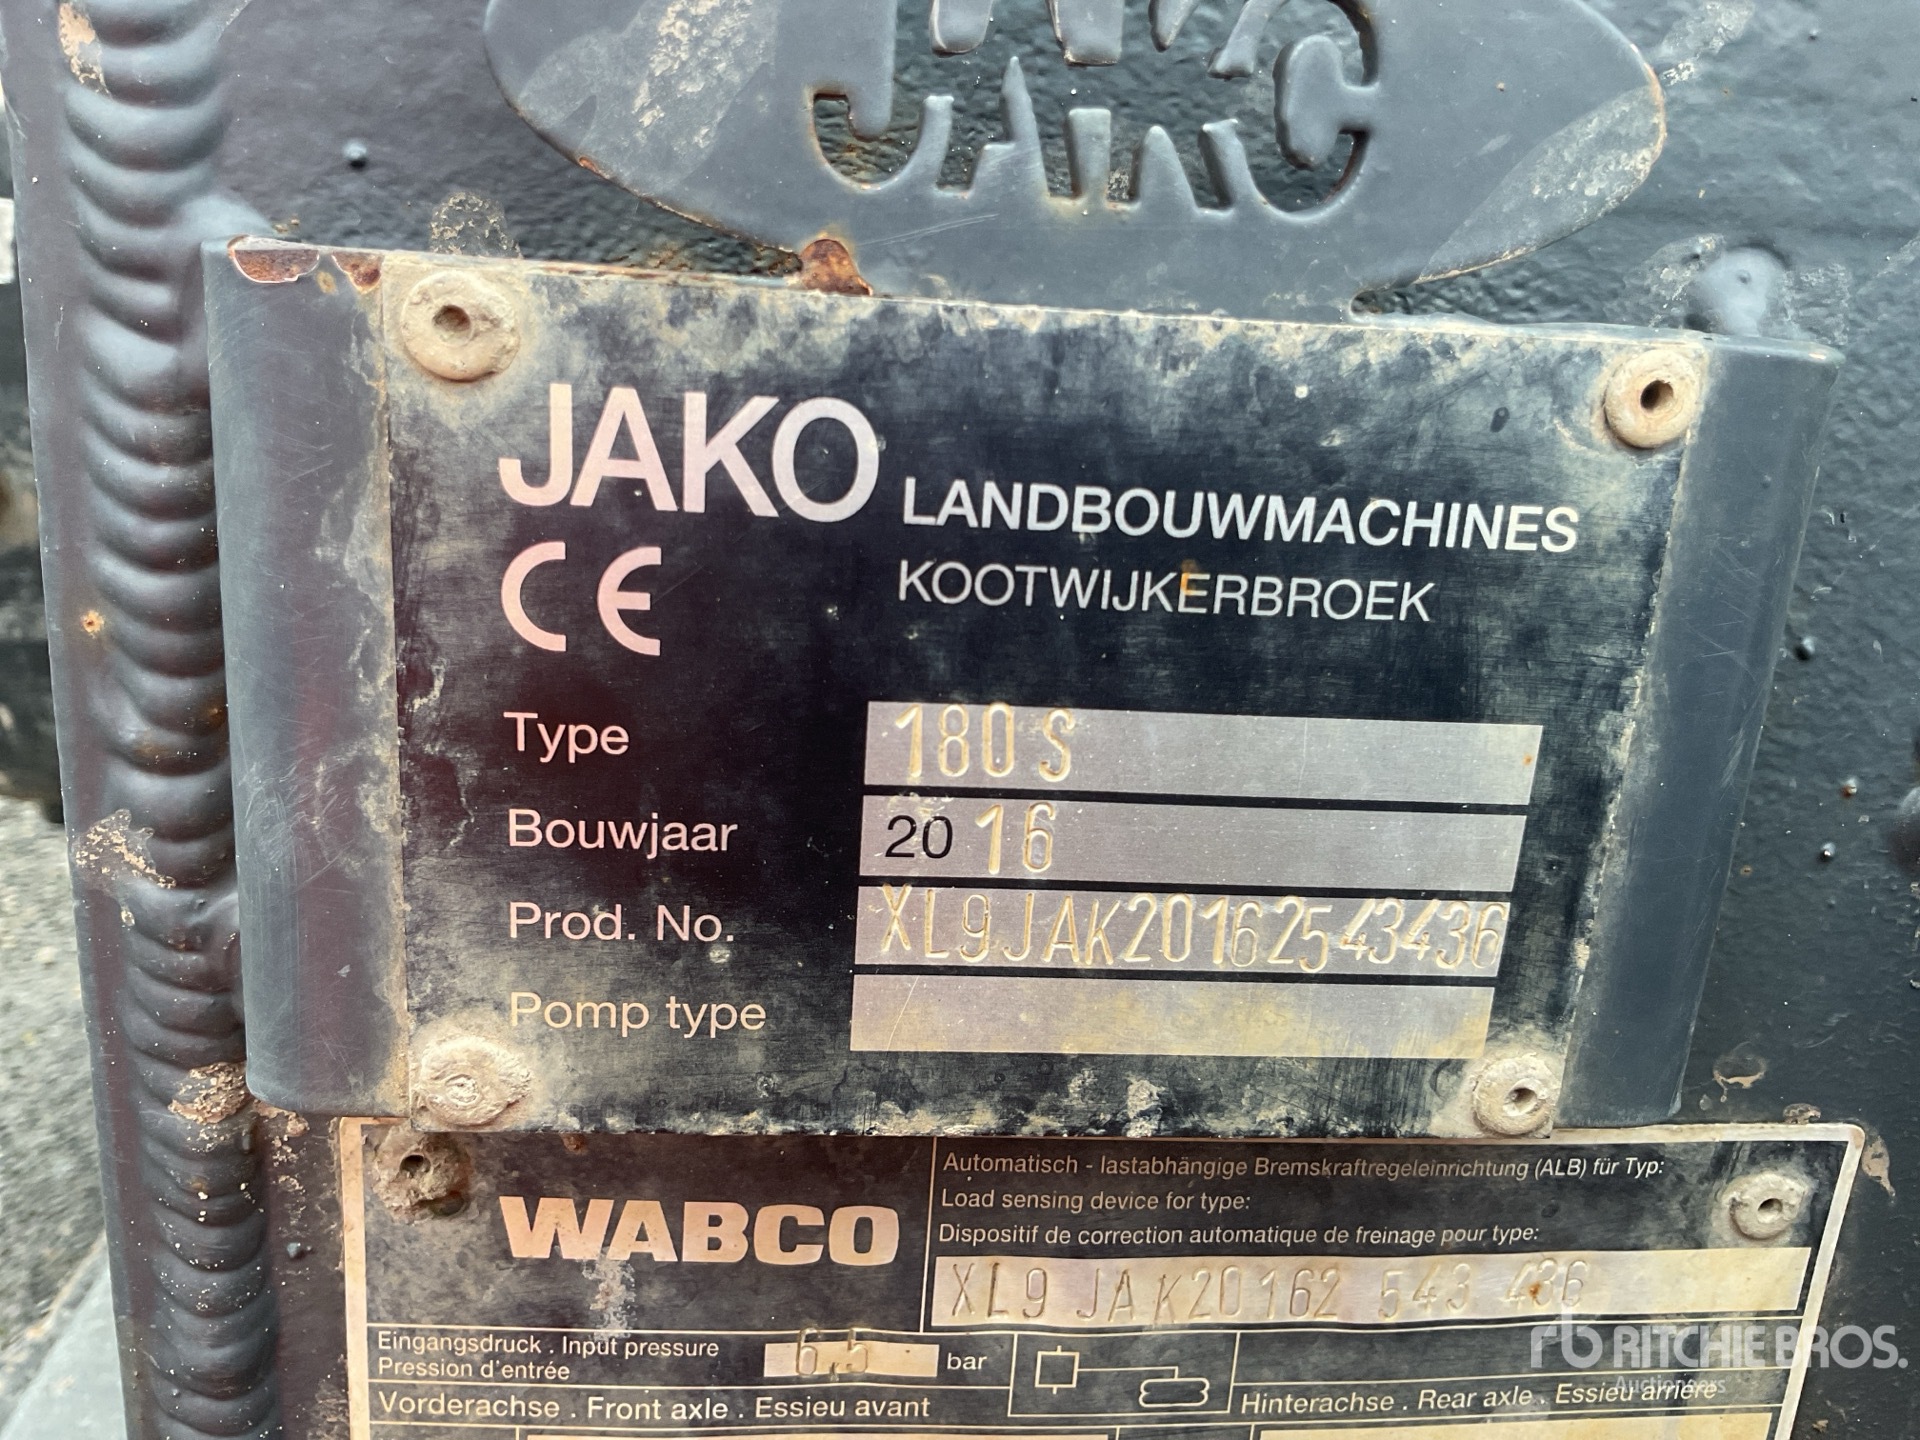 JAKO
JAKO LANDBOUWMACHINES
KOOTWIJKERBROEK
CE
Type 180 S
Bouwjaar 20 16
Prod. No. XL9JAK20162543436
Pomp type
WABCO
Automatisch - lastabhängige Bremskraftregeleinrichtung (ALB) für Typ:
Load sensing device for type:
Dispositif de correction automatique de freinage pour type:
XL9 JAK20162 543 436
Eingangsdruck . Input pressure
Pression d'entrée
6.5 bar
Vorderachse . Front axle . Essieu avant
Hinterachse . Rear axle . Essieu arrière
rb RITCHIE BROS.
Auctioneers